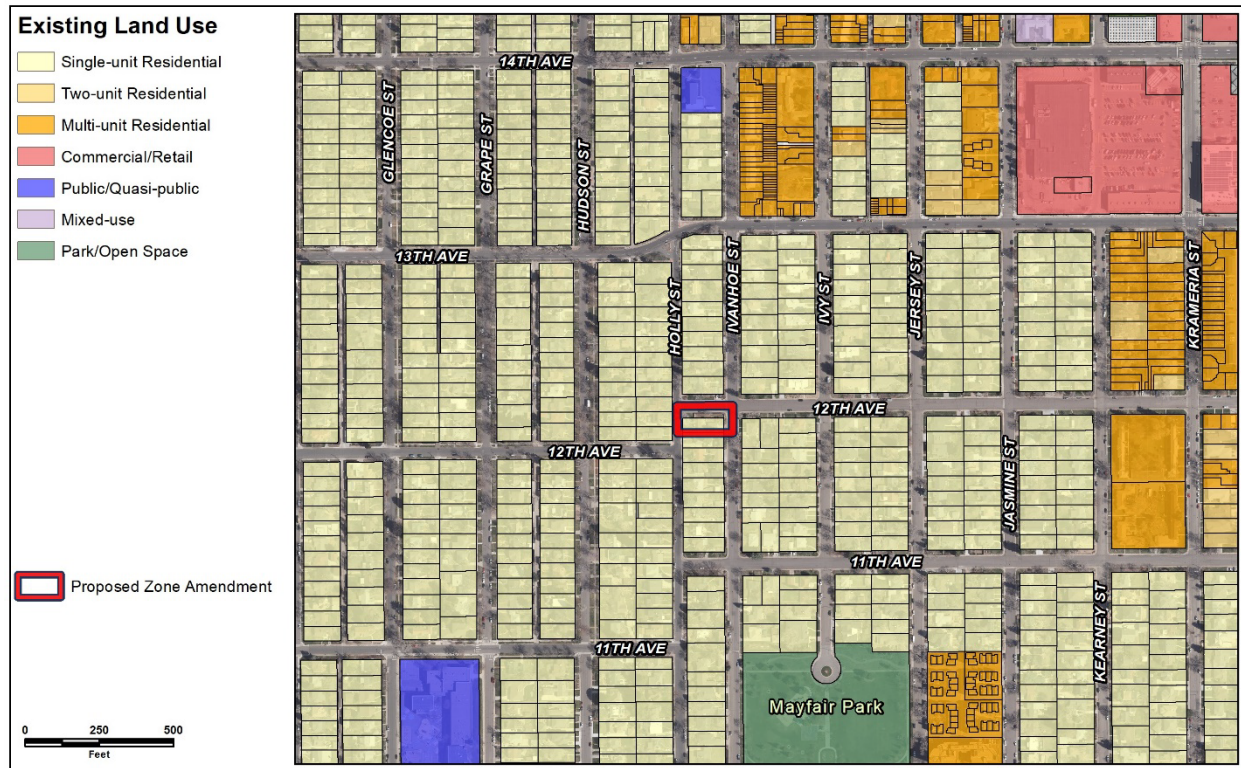 Existing Land Use
Single-unit Residential
Two-unit Residential
Multi-unit Residential
Commercial/Retail
Public/Quasi-public
Mixed-use
Park/Open Space
Proposed Zone Amendment
0 250 500
Feet
14TH AVE
GLENCOE ST
GRAPE ST
HUDSON ST
13TH AVE
HOLLY ST
IVANHOE ST
IVY ST
JERSEY ST
KRAMERIA ST
12TH AVE
12TH AVE
JASMINE ST
11TH AVE
11TH AVE
KEARNEY ST
Mayfair Park